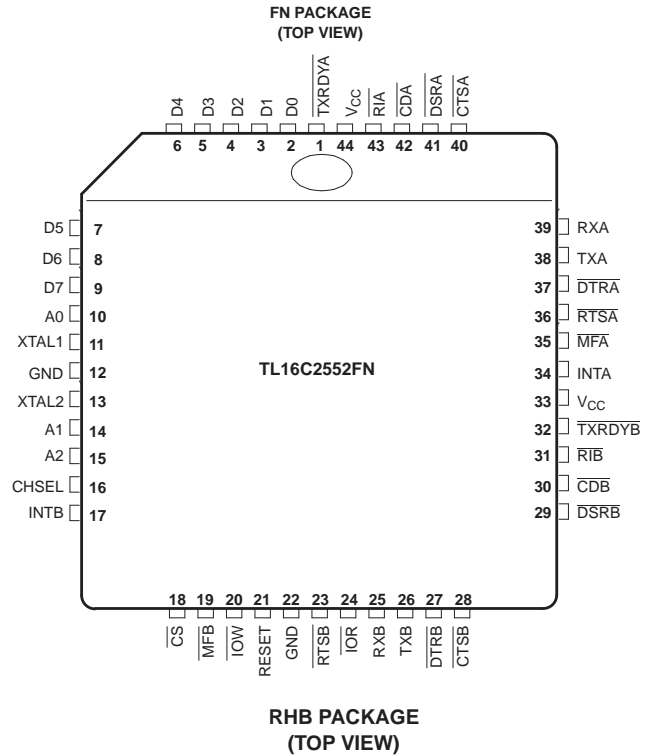 FN PACKAGE
(TOP VIEW)
D4 D3 D2 D1 D0 TXRDYA VCC RIA CDA DSRA CTSA
6 5 4 3 2 1 44 43 42 41 40
D5 7 39 RXA
D6 8 38 TXA
D7 9 37 DTRA
A0 10 36 RTSA
XTAL1 11 35 MFA
GND 12 TL16C2552FN 34 INTA
XTAL2 13 33 VCC
A1 14 32 TXRDYB
A2 15 31 RIB
CHSEL 16 30 CDB
INTB 17 29 DSRB
18 19 20 21 22 23 24 25 26 27 28
CS MFB IOW RESET GND RTSB IOR RXB TXB DTRB CTSB
RHB PACKAGE
(TOP VIEW)